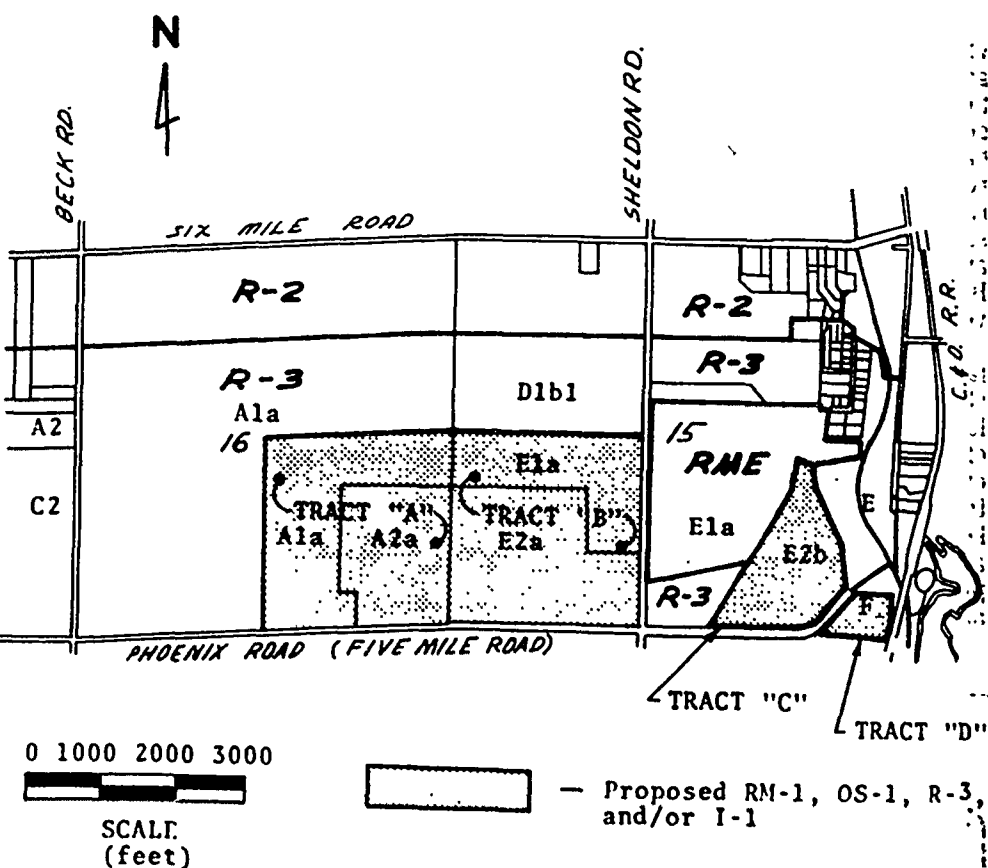 N
BECK RD.
SHELDON RD.
SIX MILE ROAD
C.&O. R.R.
R-2
R-2
R-3
R-3
D1b1
A1a
16
15
A2
RME
E1a
C2
TRACT "A"
TRACT "B"
A1a
A2a
E2a
E1a
E2b
E
R-3
F
PHOENIX ROAD (FIVE MILE ROAD)
TRACT "C"
TRACT "D"
0 1000 2000 3000
SCALE
(feet)
— Proposed RM-1, OS-1, R-3,
and/or I-1